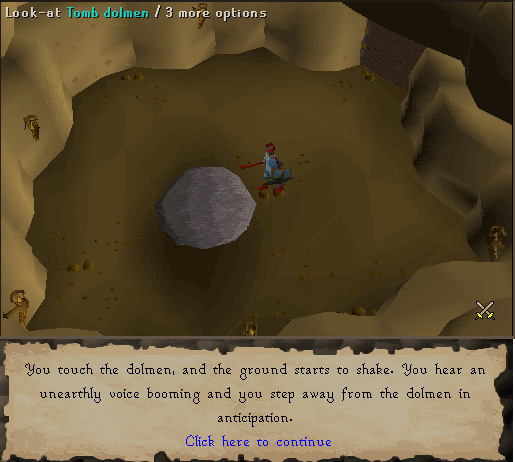 Look-at Tomb dolmen / 3 more options
You touch the dolmen, and the ground starts to shake. You hear an
unearthly voice booming and you step away from the dolmen in
anticipation.
Click here to continue